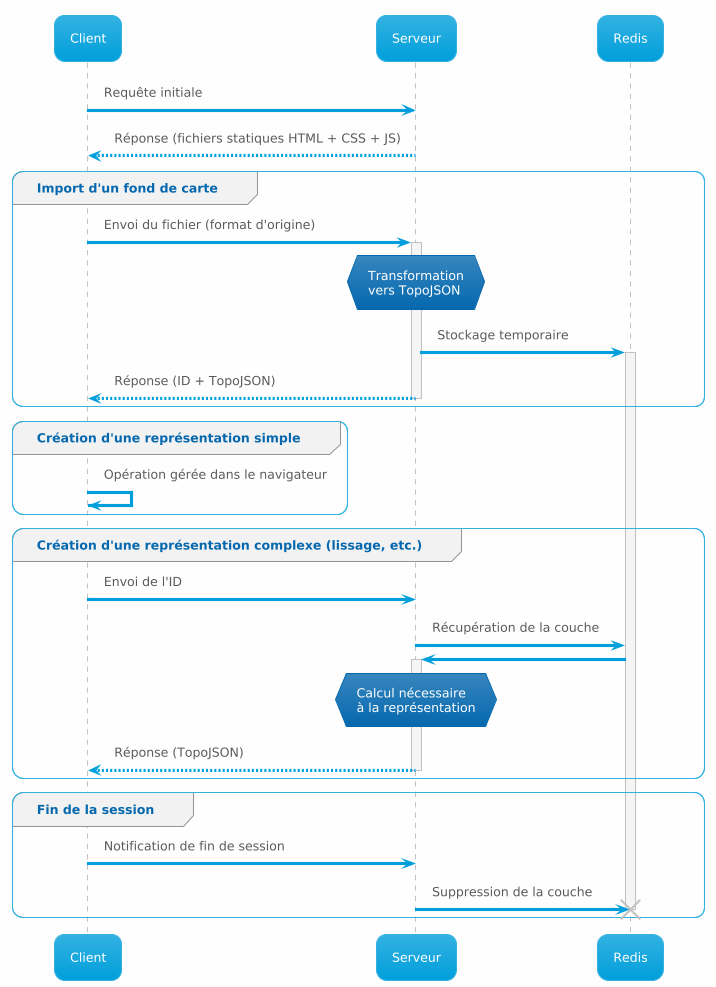 Client
Serveur
Redis
Requête initiale
Réponse (fichiers statiques HTML + CSS + JS)
Import d'un fond de carte
Envoi du fichier (format d'origine)
Transformation
vers TopoJSON
Stockage temporaire
Réponse (ID + TopoJSON)
Création d'une représentation simple
Opération gérée dans le navigateur
Création d'une représentation complexe (lissage, etc.)
Envoi de l'ID
Récupération de la couche
Calcul nécessaire
à la représentation
Réponse (TopoJSON)
Fin de la session
Notification de fin de session
Suppression de la couche
Client
Serveur
Redis